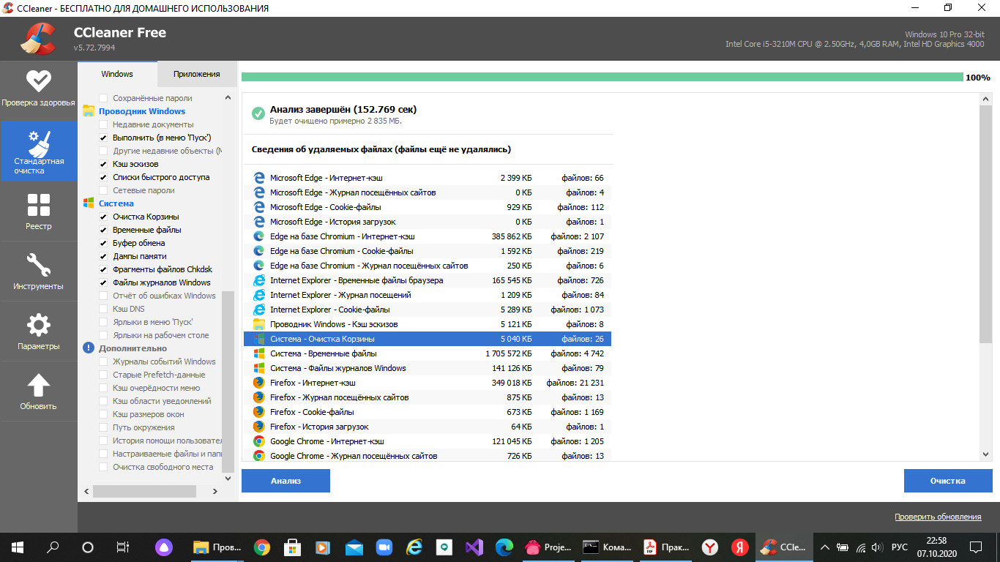 CCleaner - БЕСПЛАТНО ДЛЯ ДОМАШНЕГО ИСПОЛЬЗОВАНИЯ
CCleaner Free
v5.72.7994
Windows 10 Pro 32-bit
Intel Core i5-3210M CPU @ 2.50GHz, 4,0GB RAM, Intel HD Graphics 4000
Проверка здоровья
Стандартная
очистка
Реестр
Инструменты
Параметры
Обновить
Windows
Приложения
Сохранённые пароли
Проводник Windows
Недавние документы
Выполнить (в меню 'Пуск')
Другие недавние объекты (М
Кэш эскизов
Списки быстрого доступа
Сетевые пароли
Система
Очистка Корзины
Временные файлы
Буфер обмена
Дампы памяти
Фрагменты файлов Chkdsk
Файлы журналов Windows
Отчёт об ошибках Windows
Кэш DNS
Ярлыки в меню 'Пуск'
Ярлыки на рабочем столе
Дополнительно
Журналы событий Windows
Старые Prefetch-данные
Кэш очерёдности меню
Кэш области уведомлений
Кэш размеров окон
Путь окружения
История помощи пользовател
Настраиваемые файлы и пап
Очистка свободного места
100%
Анализ завершён (152.769 сек)
Будет очищено примерно 2 835 МБ.
Сведения об удаляемых файлах (файлы ещё не удалялись)
Microsoft Edge - Интернет-кэш 2 399 КБ файлов: 66
Microsoft Edge - Журнал посещённых сайтов 0 КБ файлов: 4
Microsoft Edge - Cookie-файлы 929 КБ файлов: 112
Microsoft Edge - История загрузок 0 КБ файлов: 1
Edge на базе Chromium - Интернет-кэш 385 862 КБ файлов: 2 107
Edge на базе Chromium - Cookie-файлы 1 592 КБ файлов: 219
Edge на базе Chromium - Журнал посещённых сайтов 250 КБ файлов: 6
Internet Explorer - Временные файлы браузера 165 545 КБ файлов: 726
Internet Explorer - Журнал посещений 1 209 КБ файлов: 84
Internet Explorer - Cookie-файлы 5 289 КБ файлов: 1 073
Проводник Windows - Кэш эскизов 5 121 КБ файлов: 8
Система - Очистка Корзины 5 040 КБ файлов: 26
Система - Временные файлы 1 705 572 КБ файлов: 4 742
Система - Файлы журналов Windows 141 126 КБ файлов: 79
Firefox - Интернет-кэш 349 018 КБ файлов: 21 231
Firefox - Журнал посещённых сайтов 875 КБ файлов: 13
Firefox - Cookie-файлы 673 КБ файлов: 1 169
Firefox - История загрузок 64 КБ файлов: 1
Google Chrome - Интернет-кэш 121 045 КБ файлов: 1 205
Google Chrome - Журнал посещённых сайтов 726 КБ файлов: 13
Анализ
Очистка
Проверить обновления
Пров...
Proje...
Кома...
Прак...
CCle...
РУС
22:58
07.10.2020